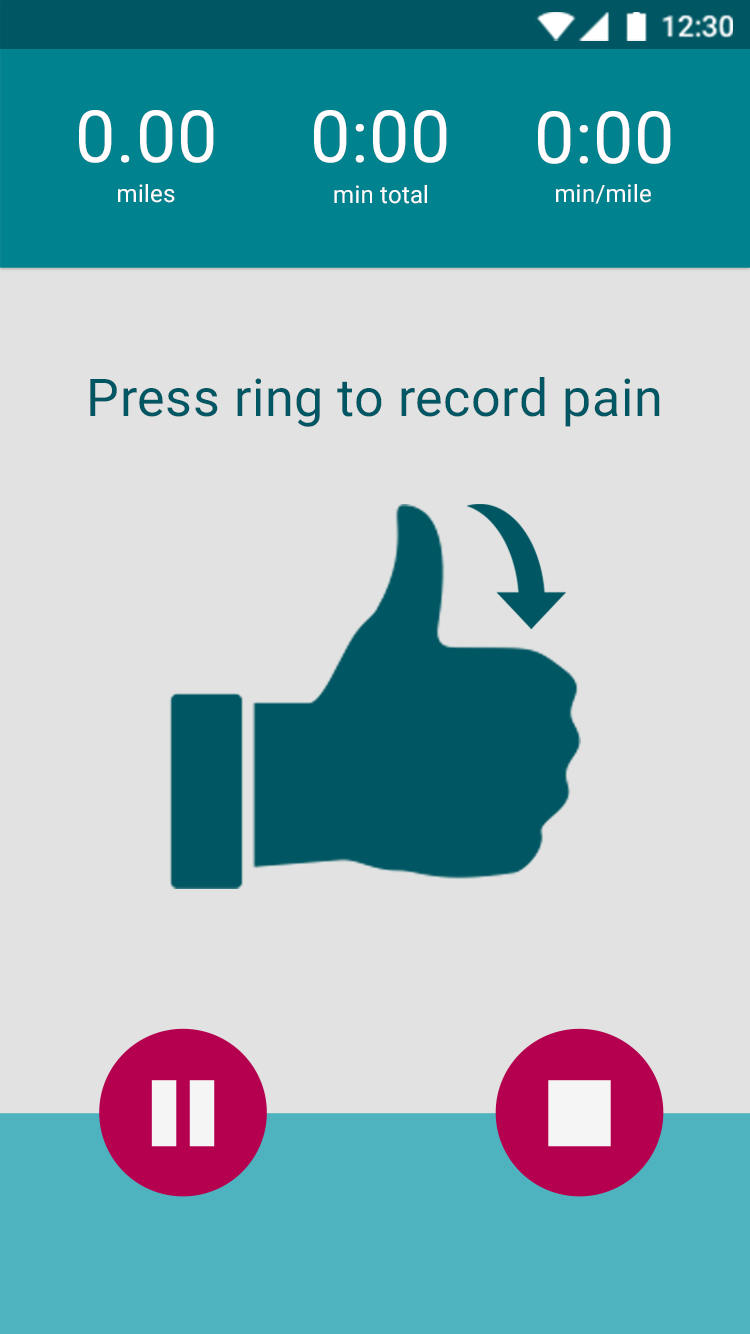 12:30
0.00 0:00 0:00
miles min total min/mile
Press ring to record pain